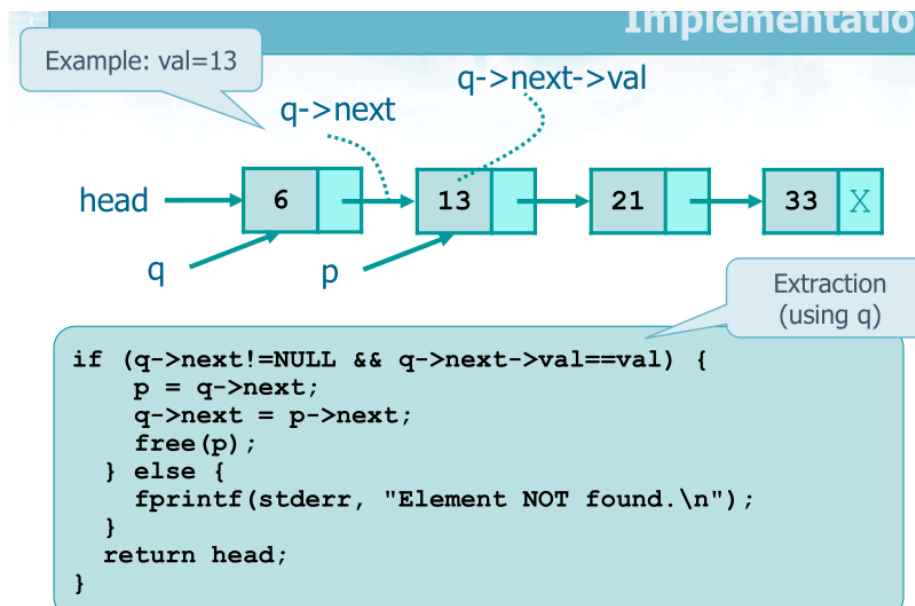 Implementatio
Example: val=13
q->next->val
q->next
head
6
13
21
33
X
q
p
Extraction
(using q)
if (q->next!=NULL && q->next->val==val) {
    p = q->next;
    q->next = p->next;
    free(p);
  } else {
    fprintf(stderr, "Element NOT found.\n");
  }
  return head;
}